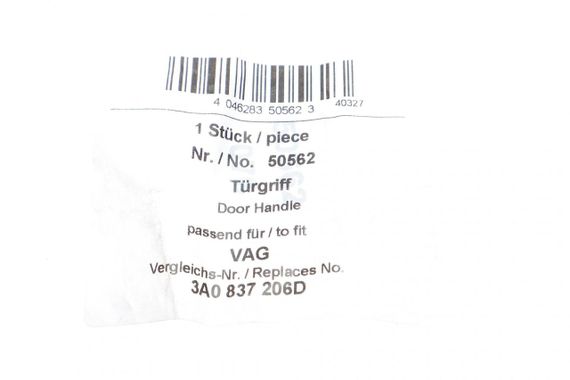 4 046283 50562 3 40327
1 Stück / piece
Nr. / No. 50562
Türgriff
Door Handle
passend für / to fit
VAG
Vergleichs-Nr. / Replaces No.
3A0 837 206D